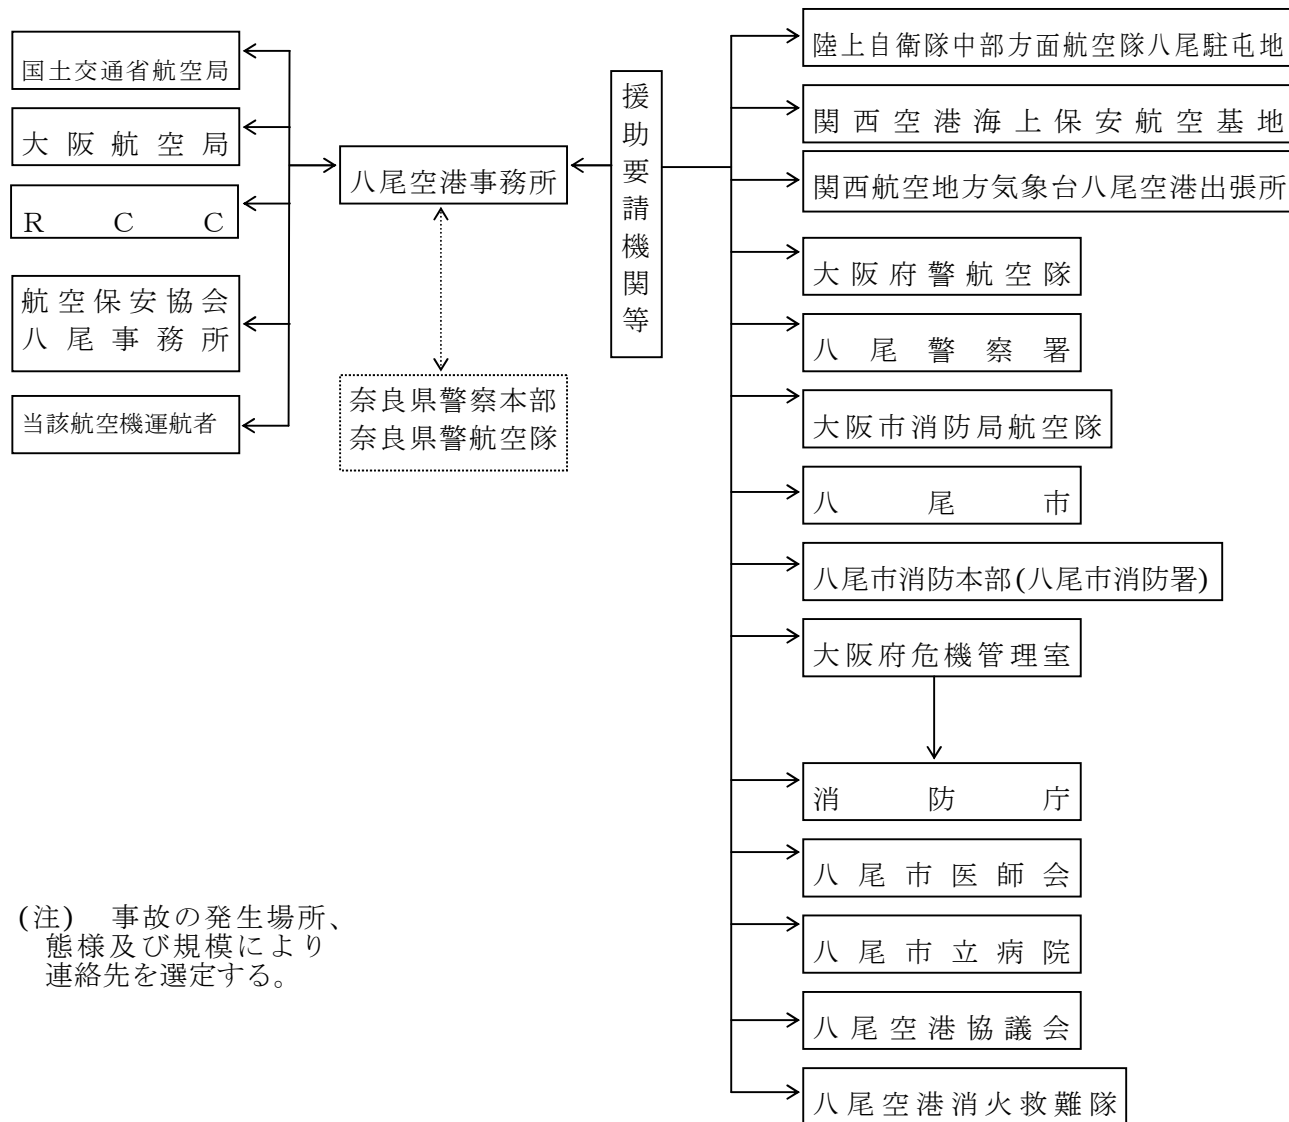 国土交通省航空局
大阪航空局
RCC
航空保安協会
八尾事務所
当該航空機運航者
八尾空港事務所
奈良県警察本部
奈良県警航空隊
援助要請機関等
陸上自衛隊中部方面航空隊八尾駐屯地
関西空港海上保安航空基地
関西航空地方気象台八尾空港出張所
大阪府警航空隊
八尾警察署
大阪市消防局航空隊
八尾市
八尾市消防本部(八尾市消防署)
大阪府危機管理室
消防庁
八尾市医師会
八尾市立病院
八尾空港協議会
八尾空港消火救難隊
(注) 事故の発生場所、
態様及び規模により
連絡先を選定する。